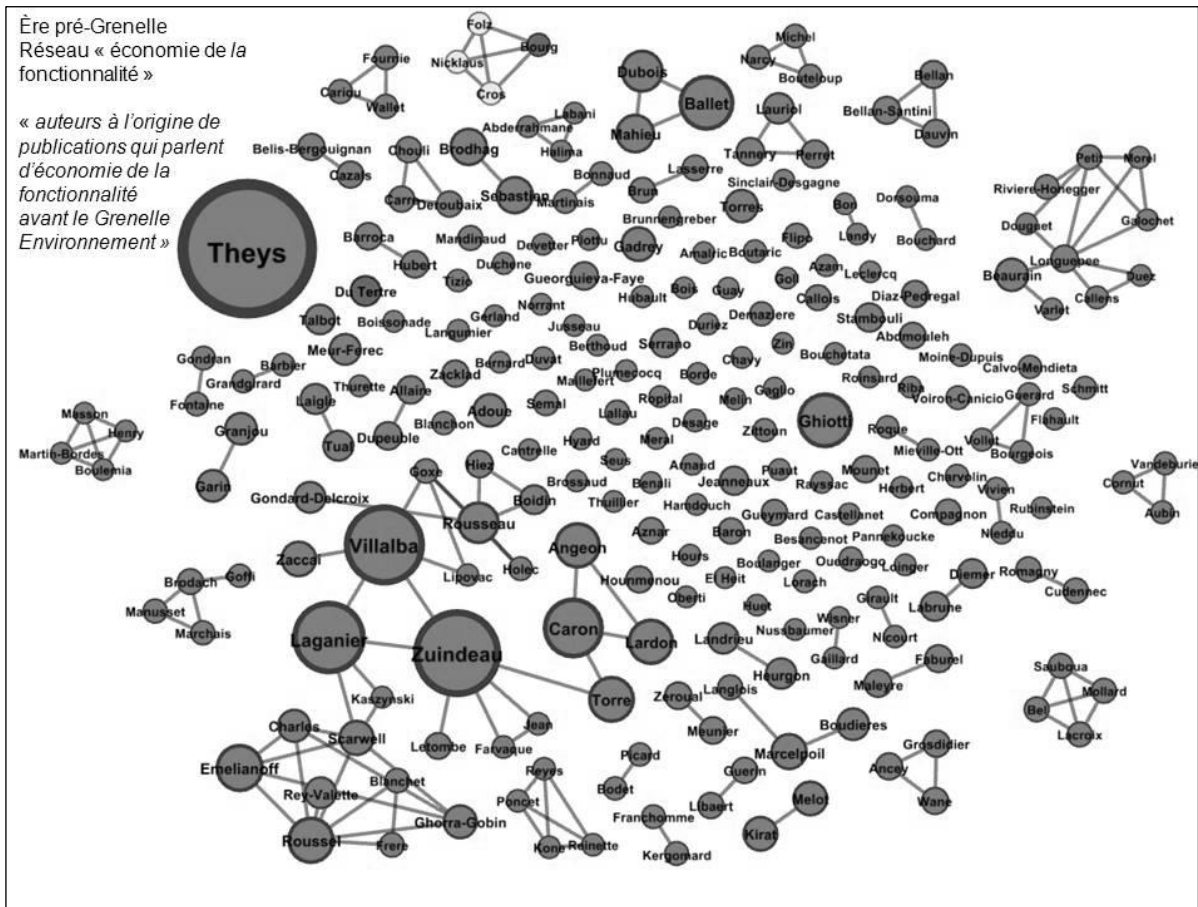 Ère pré-Grenelle
Réseau « économie de la
fonctionnalité »
« auteurs à l'origine de
publications qui parlent
d'économie de la
fonctionnalité
avant le Grenelle
Environnement »
Folz
Bourg
Nicklaus
Cros
Fournie
Cariou
Wallet
Dubois
Ballet
Mahieu
Michel
Narcy
Bouteloup
Bellan
Bellan-Santini
Dauvin
Labani
Abderrahmane
Halima
Lauriol
Tannery
Perret
Belis-Bergouignan
Cazals
Chouli
Carre
Detoubaix
Brodhag
Sebastien
Bonnaud
Martinais
Lasserre
Brun
Sinclair-Desgagne
Petit
Morel
Riviere-Honegger
Douguet
Galochet
Longuepee
Beaurain
Duez
Callens
Varlet
Theys
Barroca
Hubert
Mandinaud
Devetter
Plottu
Brunnengreber
Torres
Bon
Landy
Dorsouma
Bouchard
Gadrey
Amalric
Boutaric
Flipo
Tizio
Duchene
Gueorguieva-Faye
Hubault
Bois
Guay
Goll
Azam
Leclercq
Callois
Diaz-Pedregal
Du Tertre
Talbot
Boissonade
Langumier
Gerland
Norrant
Jusseau
Duriez
Demaziere
Stambouli
Abdmouleh
Meur-Ferec
Berthoud
Serrano
Zin
Bouchetata
Moine-Dupuis
Calvo-Mendieta
Gondran
Barbier
Grandgirard
Fontaine
Thurette
Allaire
Zacklad
Bernard
Duvat
Maillefert
Plumecocq
Borde
Chavy
Gaglio
Roinsard
Riba
Voiron-Canicio
Guerard
Schmitt
Flahault
Laigle
Tual
Dupeuble
Blanchon
Adoue
Semal
Lallau
Ropital
Melin
Desage
Zittoun
Ghiotti
Roque
Mieville-Ott
Vollet
Bourgeois
Masson
Henry
Martin-Bordes
Boulemia
Granjou
Garin
Cantrelle
Hyard
Meral
Seus
Arnaud
Goxe
Hiez
Gondard-Delcroix
Rousseau
Boidin
Brossaud
Thuillier
Benali
Hamdouch
Jeanneaux
Puaut
Rayssac
Mounet
Herbert
Charvolin
Vivien
Nieddu
Rubinstein
Vandeburie
Cornut
Aubin
Villalba
Zaccai
Lipovac
Holec
Angeon
Aznar
Baron
Gueymard
Castellanet
Compagnon
Besancenot
Pannekoucke
Hours
Hounmenou
El Heit
Boulanger
Ouedraogo
Loinger
Lorach
Oberti
Diemer
Labrune
Romagny
Cudennec
Brodach
Goffi
Manusset
Marchais
Laganier
Zuindeau
Caron
Lardon
Torre
Huet
Nussbaumer
Wisner
Gaillard
Girault
Nicourt
Landrieu
Heurgon
Faburel
Maleyre
Kaszynski
Letombe
Farvaque
Jean
Zeroual
Meunier
Langlois
Marcelpoil
Boudieres
Sauboua
Mollard
Bel
Lacroix
Charles
Scarwell
Emelianoff
Rey-Valette
Blanchet
Ghorra-Gobin
Roussel
Frere
Reyes
Poncet
Kone
Reinette
Picard
Bodet
Guerin
Libaert
Franchomme
Kergomard
Melot
Kirat
Grosdidier
Ancey
Wane